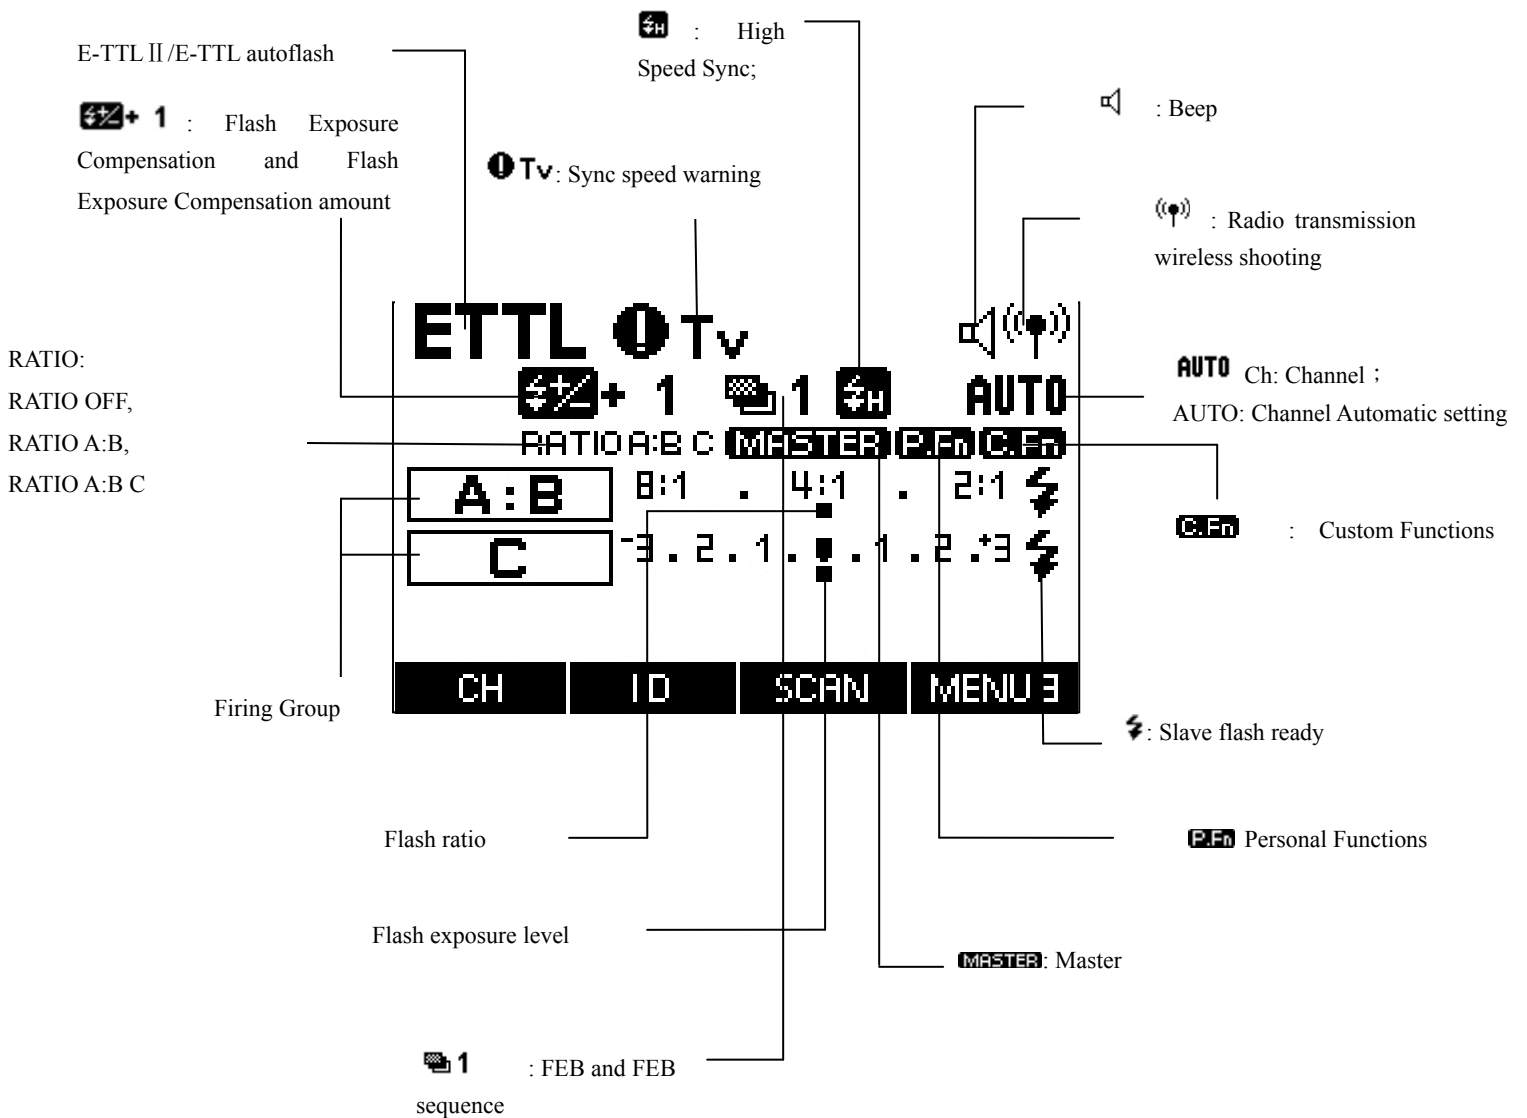 E-TTL Ⅱ/E-TTL autoflash
+ 1 : Flash Exposure
Compensation and Flash
Exposure Compensation amount
H : High
Speed Sync;
Tv: Sync speed warning
: Beep
: Radio transmission
wireless shooting
RATIO:
RATIO OFF,
RATIO A:B,
RATIO A:B C
AUTO Ch: Channel ;
AUTO: Channel Automatic setting
ETTL Tv
+ 1 1 H AUTO
RATIO A:B C MASTER P.Fn C.Fn
A:B 8:1 . 4:1 . 2:1
C -3.2.1.0.1.2.+3
CH ID SCAN MENU 3
C.Fn : Custom Functions
Firing Group
: Slave flash ready
Flash ratio
P.Fn Personal Functions
Flash exposure level
MASTER: Master
1 : FEB and FEB
sequence